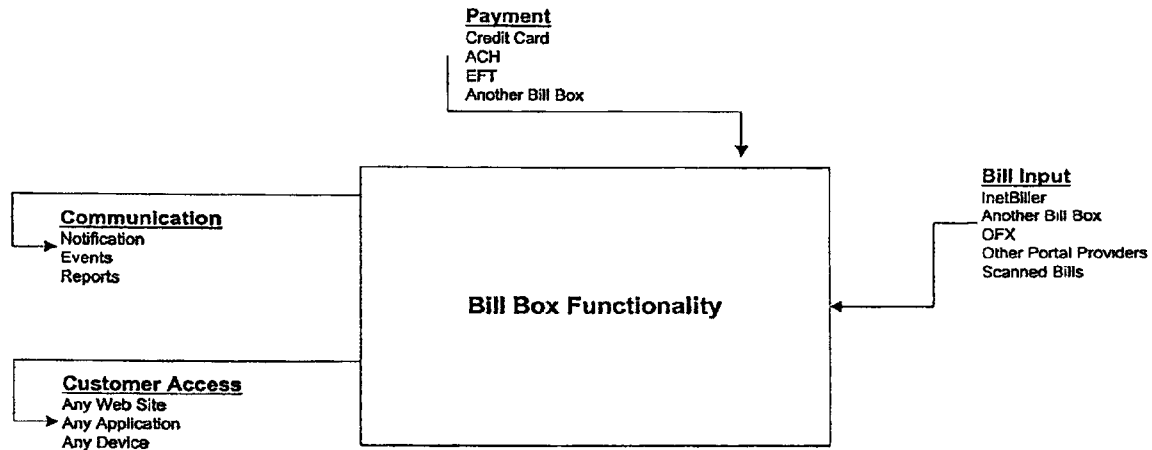 Payment
Credit Card
ACH
EFT
Another Bill Box
Bill Input
InetBiller
Another Bill Box
OFX
Other Portal Providers
Scanned Bills
Communication
Notification
Events
Reports
Bill Box Functionality
Customer Access
Any Web Site
Any Application
Any Device